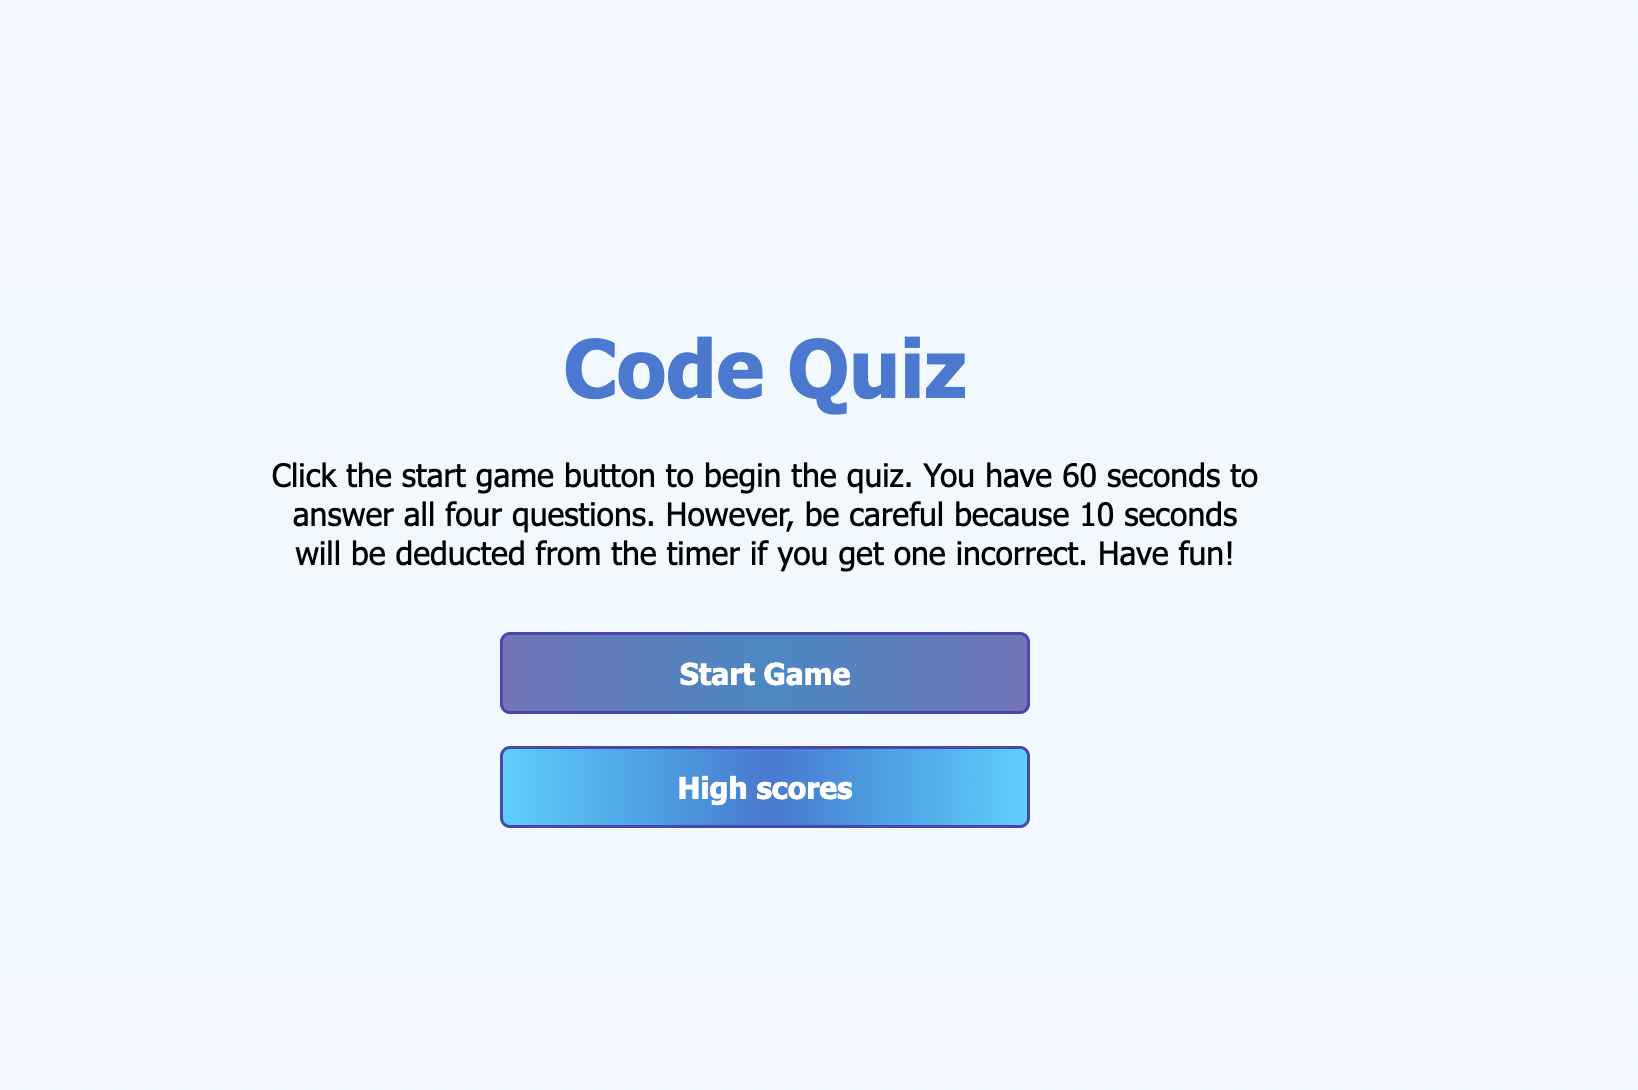 Code Quiz
Click the start game button to begin the quiz. You have 60 seconds to
answer all four questions. However, be careful because 10 seconds
will be deducted from the timer if you get one incorrect. Have fun!
Start Game
High scores